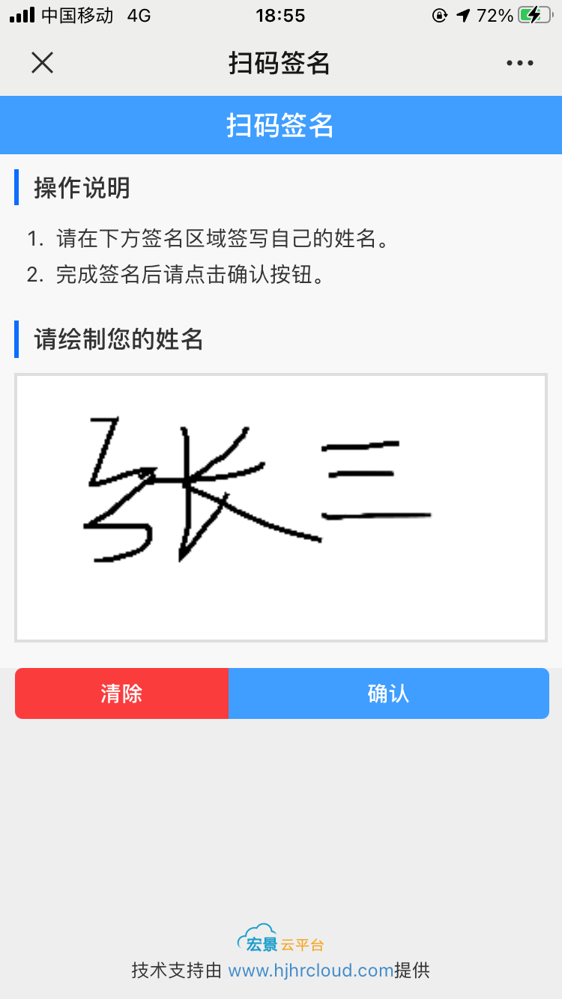 中国移动 4G 18:55 72%
扫码签名
扫码签名
操作说明
1. 请在下方签名区域签写自己的姓名。
2. 完成签名后请点击确认按钮。
请绘制您的姓名
张三
清除 确认
宏景云平台
技术支持由 www.hjhrcloud.com提供